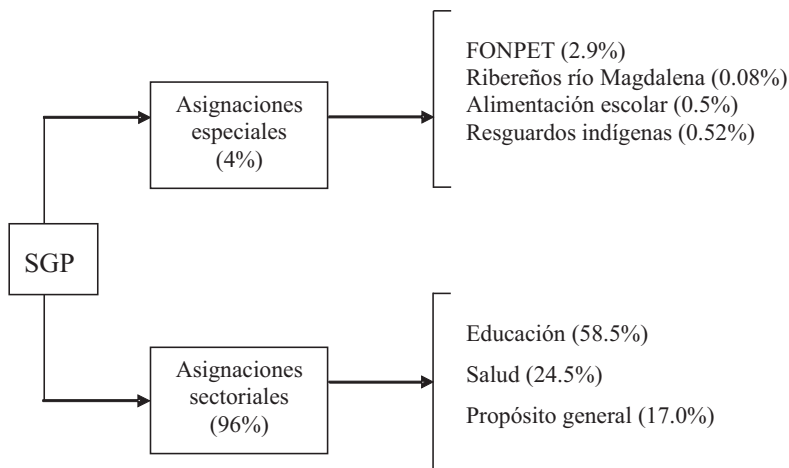 SGP
Asignaciones
especiales
(4%)
FONPET (2.9%)
Ribereños río Magdalena (0.08%)
Alimentación escolar (0.5%)
Resguardos indígenas (0.52%)
Asignaciones
sectoriales
(96%)
Educación (58.5%)
Salud (24.5%)
Propósito general (17.0%)